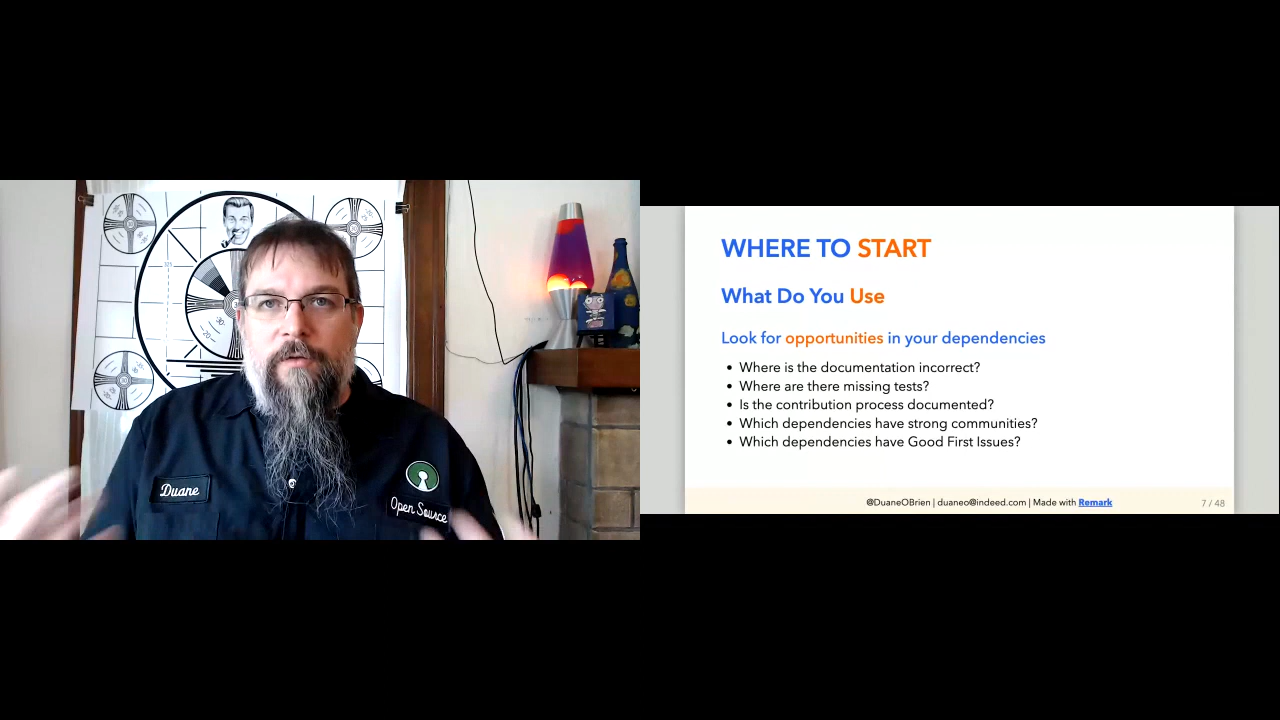 Duane
Open Source
WHERE TO START
What Do You Use
Look for opportunities in your dependencies
• Where is the documentation incorrect?
• Where are there missing tests?
• Is the contribution process documented?
• Which dependencies have strong communities?
• Which dependencies have Good First Issues?
@DuaneOBrien | duaneo@indeed.com | Made with Remark
7 / 48